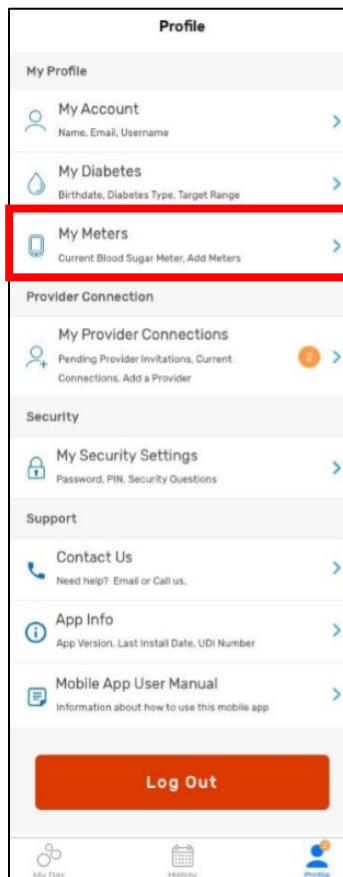 Profile
My Profile
My Account
Name, Email, Username
My Diabetes
Birthdate, Diabetes Type, Target Range
My Meters
Current Blood Sugar Meter, Add Meters
Provider Connection
My Provider Connections
Pending Provider Invitations, Current
2
Connections, Add a Provider
Security
My Security Settings
Password, PIN, Security Questions
Support
Contact Us
Need help? Email or Call us.
App Info
App Version, Last Install Date, UDI Number
Mobile App User Manual
Information about how to use this mobile app
Log Out
My Day
History
Profile